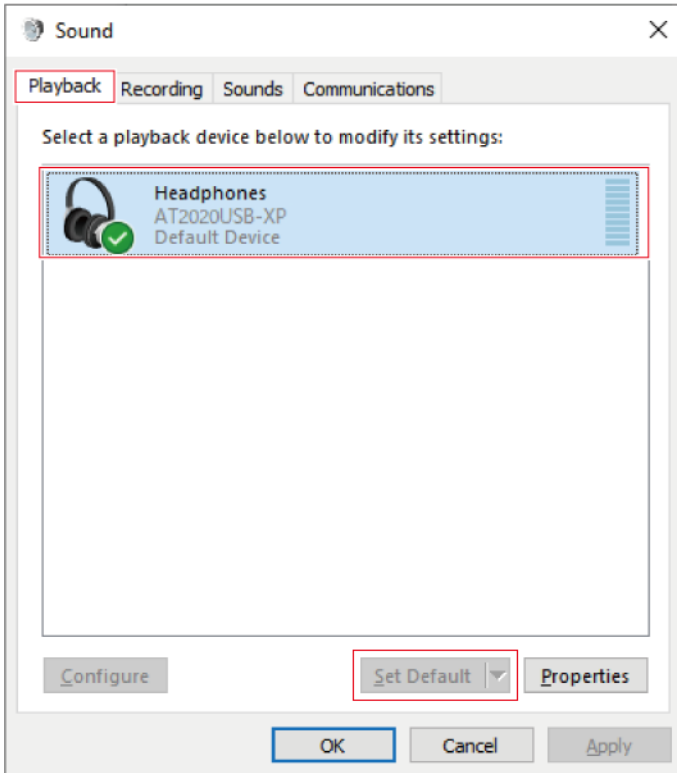 Sound
Playback Recording Sounds Communications
Select a playback device below to modify its settings:
Headphones
AT2020USB-XP
Default Device
Configure Set Default Properties
OK Cancel Apply